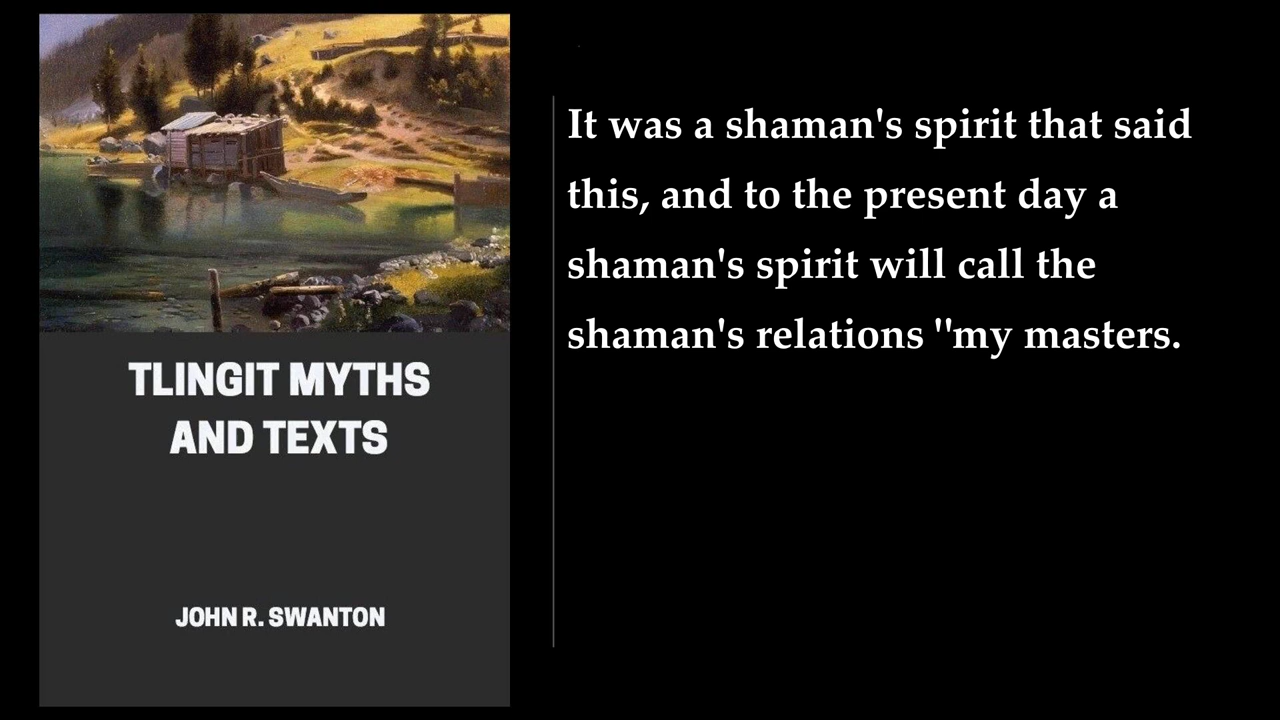 TLINGIT MYTHS
AND TEXTS
JOHN R. SWANTON
It was a shaman's spirit that said
this, and to the present day a
shaman's spirit will call the
shaman's relations "my masters.